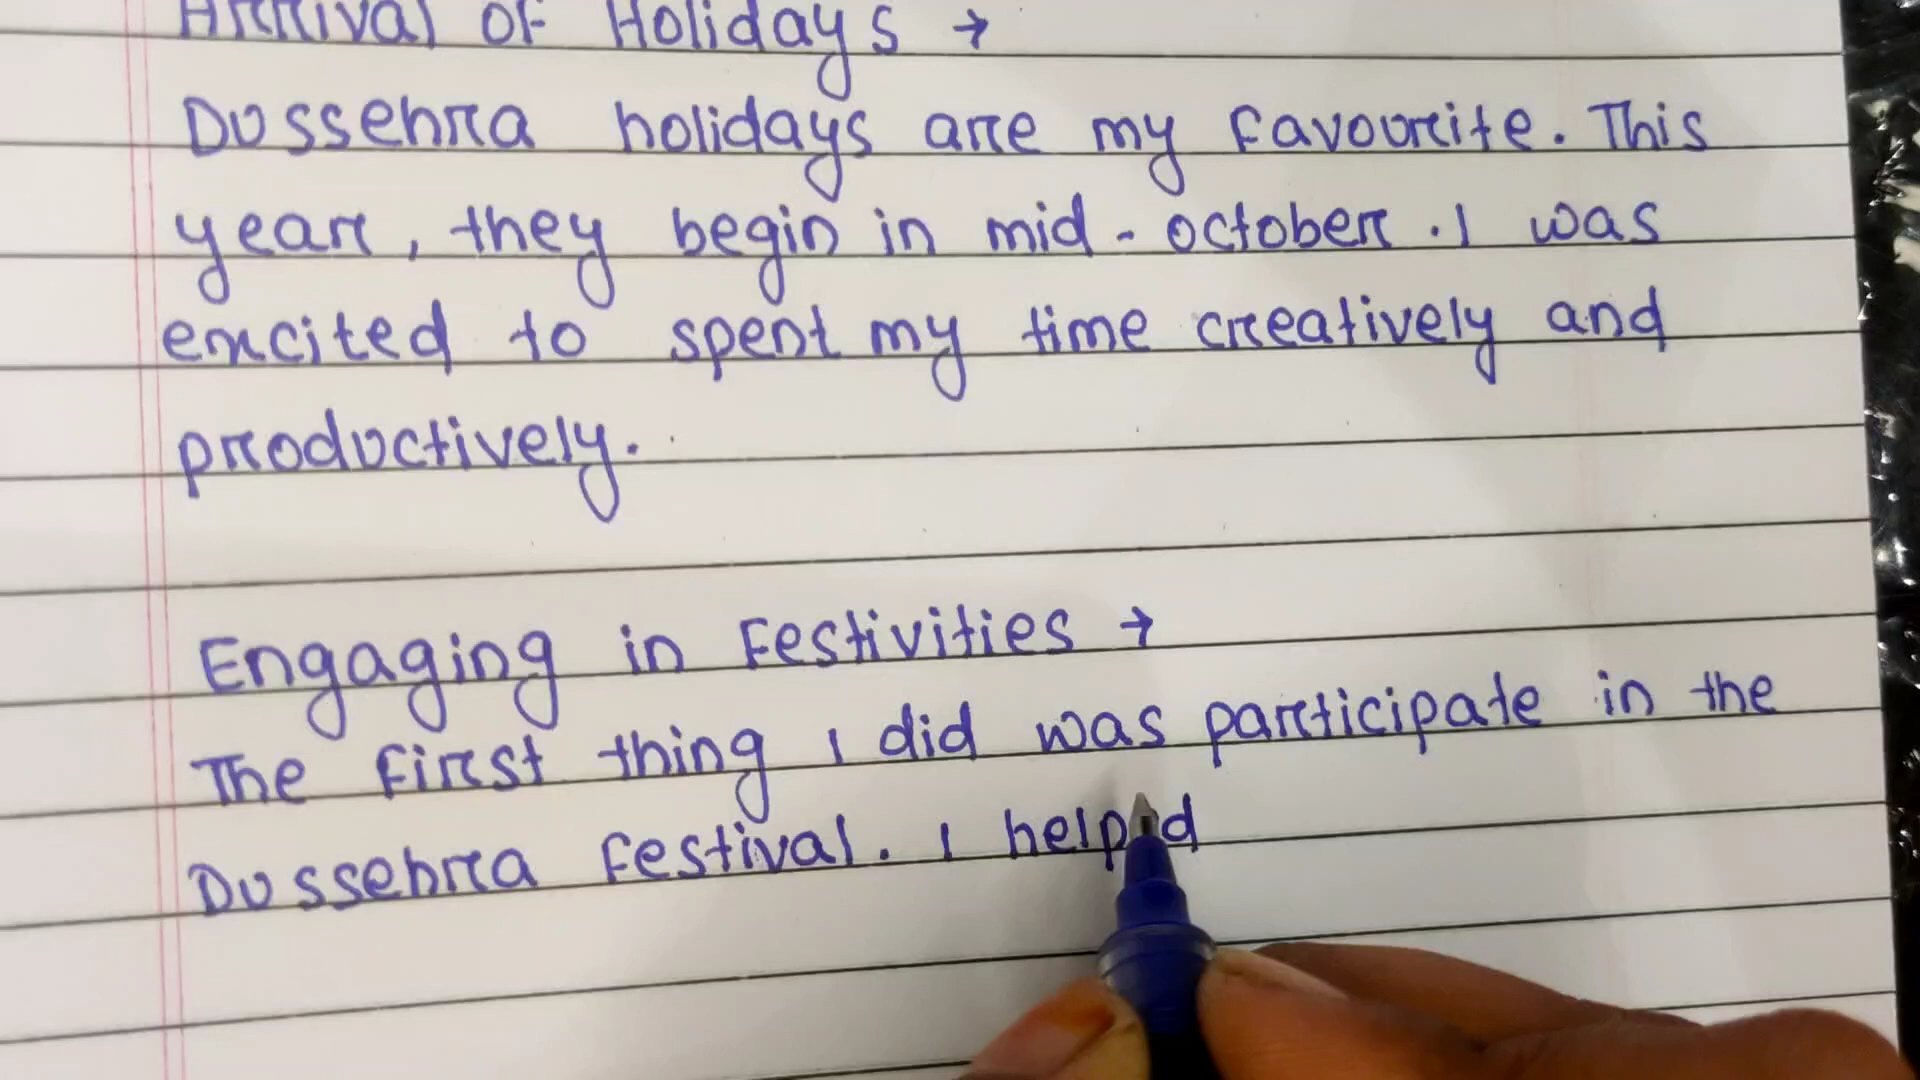 Arrival of Holidays →
Dussehra holidays are my favourite. This
year, they begin in mid - october. I was
excited to spent my time creatively and
productively.
Engaging in Festivities →
The first thing I did was participate in the
Dussehra festival. I helped